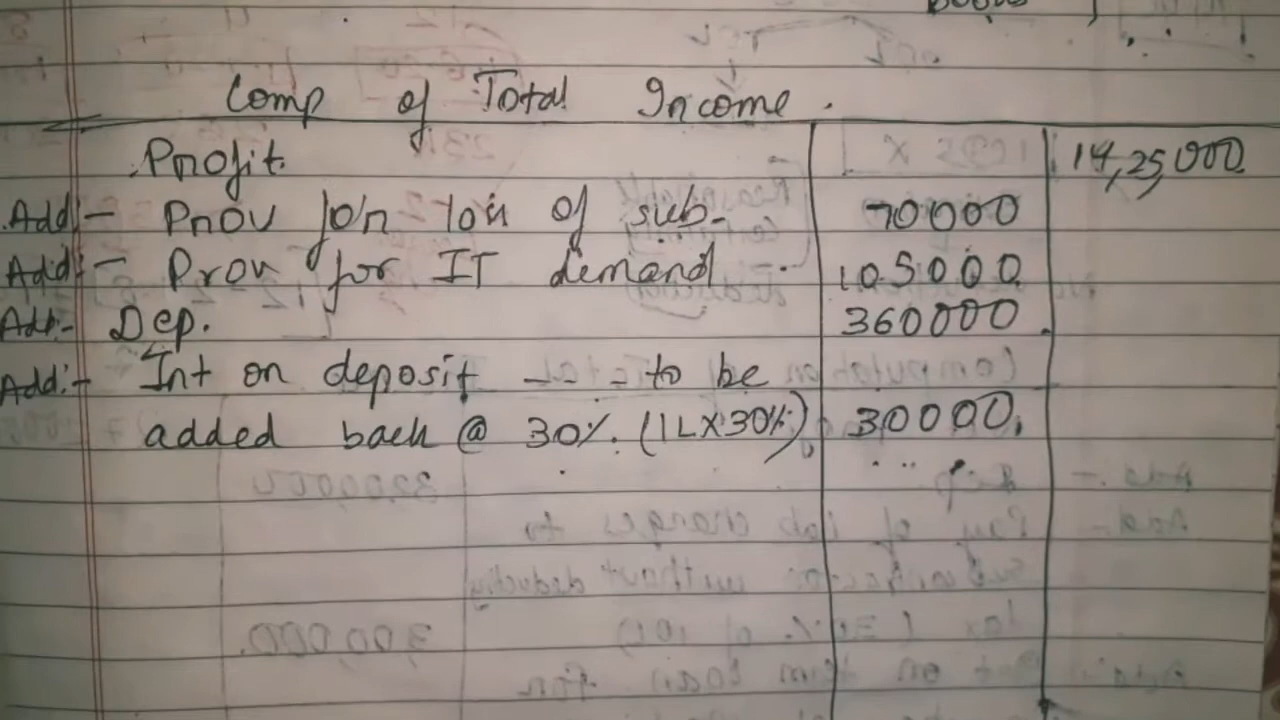 Comp of Total Income.
Profit. 14,25,000
Add:- Prov for loss of sub- 70000
Add:- Prov for IT demand 105000
Add:- Dep. 360000
Add:- Int on deposit - - - to be
added back @ 30%. (1L×30%) 30000